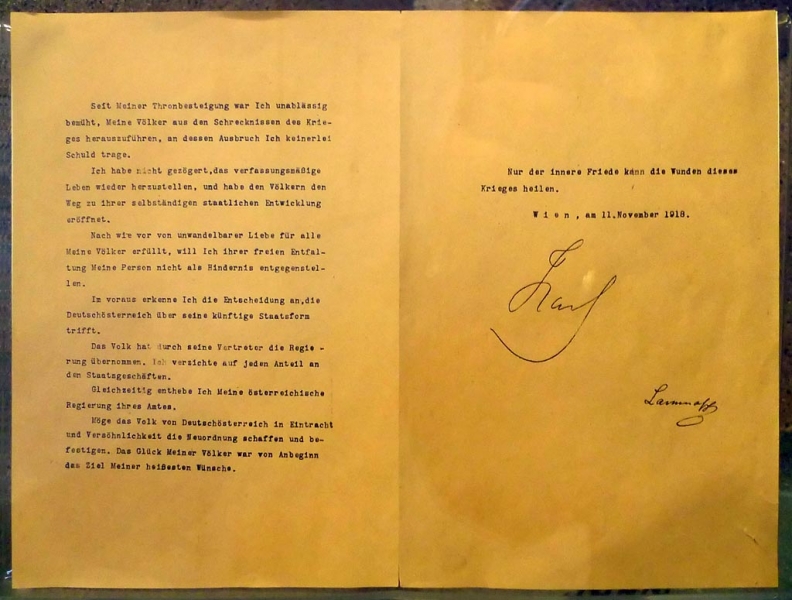 Seit Meiner Thronbesteigung war Ich unablässig
bemüht, Meine Völker aus den Schrecknissen des Krie-
ges herauszuführen, an dessen Ausbruch Ich keinerlei
Schuld trage.
Ich habe nicht gezögert,das verfassungsmäßige
Leben wieder herzustellen, und habe den Völkern den
Weg zu ihrer selbständigen staatlichen Entwicklung
eröffnet.
Nach wie vor von unwandelbarer Liebe für alle
Meine Völker erfüllt, will Ich ihrer freien Entfal-
tung Meine Person nicht als Hindernis entgegenstel-
len.
Im voraus erkenne Ich die Entscheidung an,die
Deutschösterreich über seine künftige Staatsform
trifft.
Das Volk hat durch seine Vertreter die Regie -
rung übernommen. Ich verzichte auf jeden Anteil an
den Staatsgeschäften.
Gleichzeitig enthebe Ich Meine österreichische
Regierung ihres Amtes.
Möge das Volk von Deutschösterreich in Eintracht
und Versöhnlichkeit die Neuordnung schaffen und be-
festigen. Das Glück Meiner Völker war von Anbeginn
das Ziel Meiner heißesten Wünsche.
Nur der innere Friede kann die Wunden dieses
Krieges heilen.
W i e n , am 11.November 1918.
Karl
Lammasch